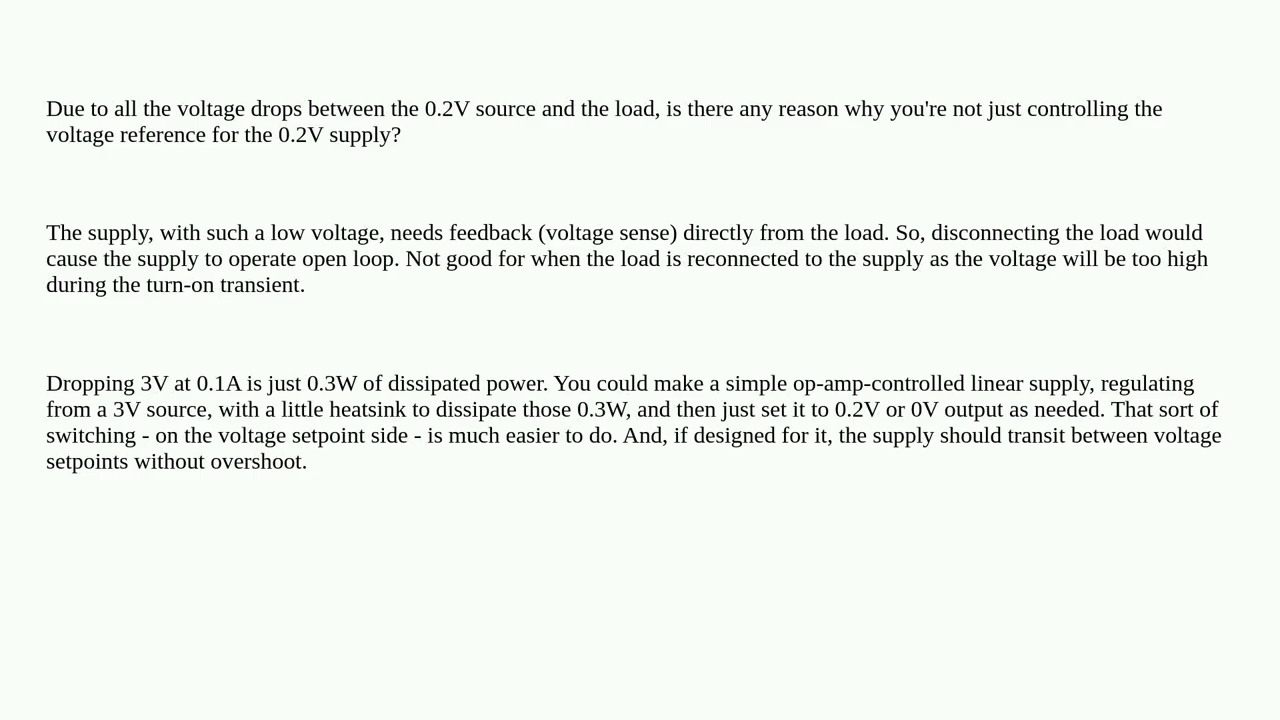 Due to all the voltage drops between the 0.2V source and the load, is there any reason why you're not just controlling the
voltage reference for the 0.2V supply?
The supply, with such a low voltage, needs feedback (voltage sense) directly from the load. So, disconnecting the load would
cause the supply to operate open loop. Not good for when the load is reconnected to the supply as the voltage will be too high
during the turn-on transient.
Dropping 3V at 0.1A is just 0.3W of dissipated power. You could make a simple op-amp-controlled linear supply, regulating
from a 3V source, with a little heatsink to dissipate those 0.3W, and then just set it to 0.2V or 0V output as needed. That sort of
switching - on the voltage setpoint side - is much easier to do. And, if designed for it, the supply should transit between voltage
setpoints without overshoot.